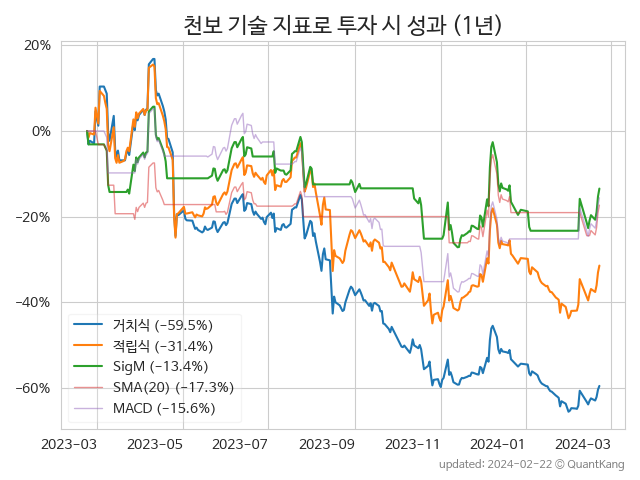 천보 기술 지표로 투자 시 성과 (1년)
20%
0%
−20%
−40%
−60%
거치식 (−59.5%)
적립식 (−31.4%)
SigM (−13.4%)
SMA(20) (−17.3%)
MACD (−15.6%)
2023−03 2023−05 2023−07 2023−09 2023−11 2024−01 2024−03
updated: 2024−02−22 © QuantKang